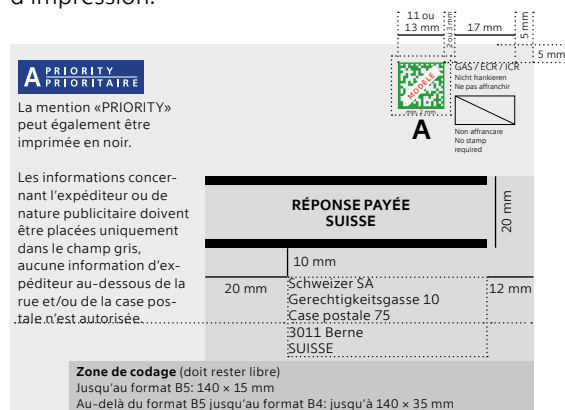 d'impression.
11 ou
13 mm
2 ou 3 mm
17 mm
5 mm
5 mm
A PRIORITY
PRIORITAIRE
MODÈLE
min. 2 mm
A
GAS / ECR / ICR
Nicht frankieren
Ne pas affranchir
Non affrancare
No stamp
required
La mention «PRIORITY»
peut également être
imprimée en noir.
Les informations concer-
nant l'expéditeur ou de
nature publicitaire doivent
être placées uniquement
dans le champ gris,
aucune information d'ex-
péditeur au-dessous de la
rue et/ou de la case pos-
tale n'est autorisée.
RÉPONSE PAYÉE
SUISSE
20 mm
10 mm
20 mm
Schweizer SA
Gerechtigkeitsgasse 10
Case postale 75
3011 Berne
SUISSE
12 mm
Zone de codage (doit rester libre)
Jusqu'au format B5: 140 × 15 mm
Au-delà du format B5 jusqu'au format B4: jusqu'à 140 × 35 mm